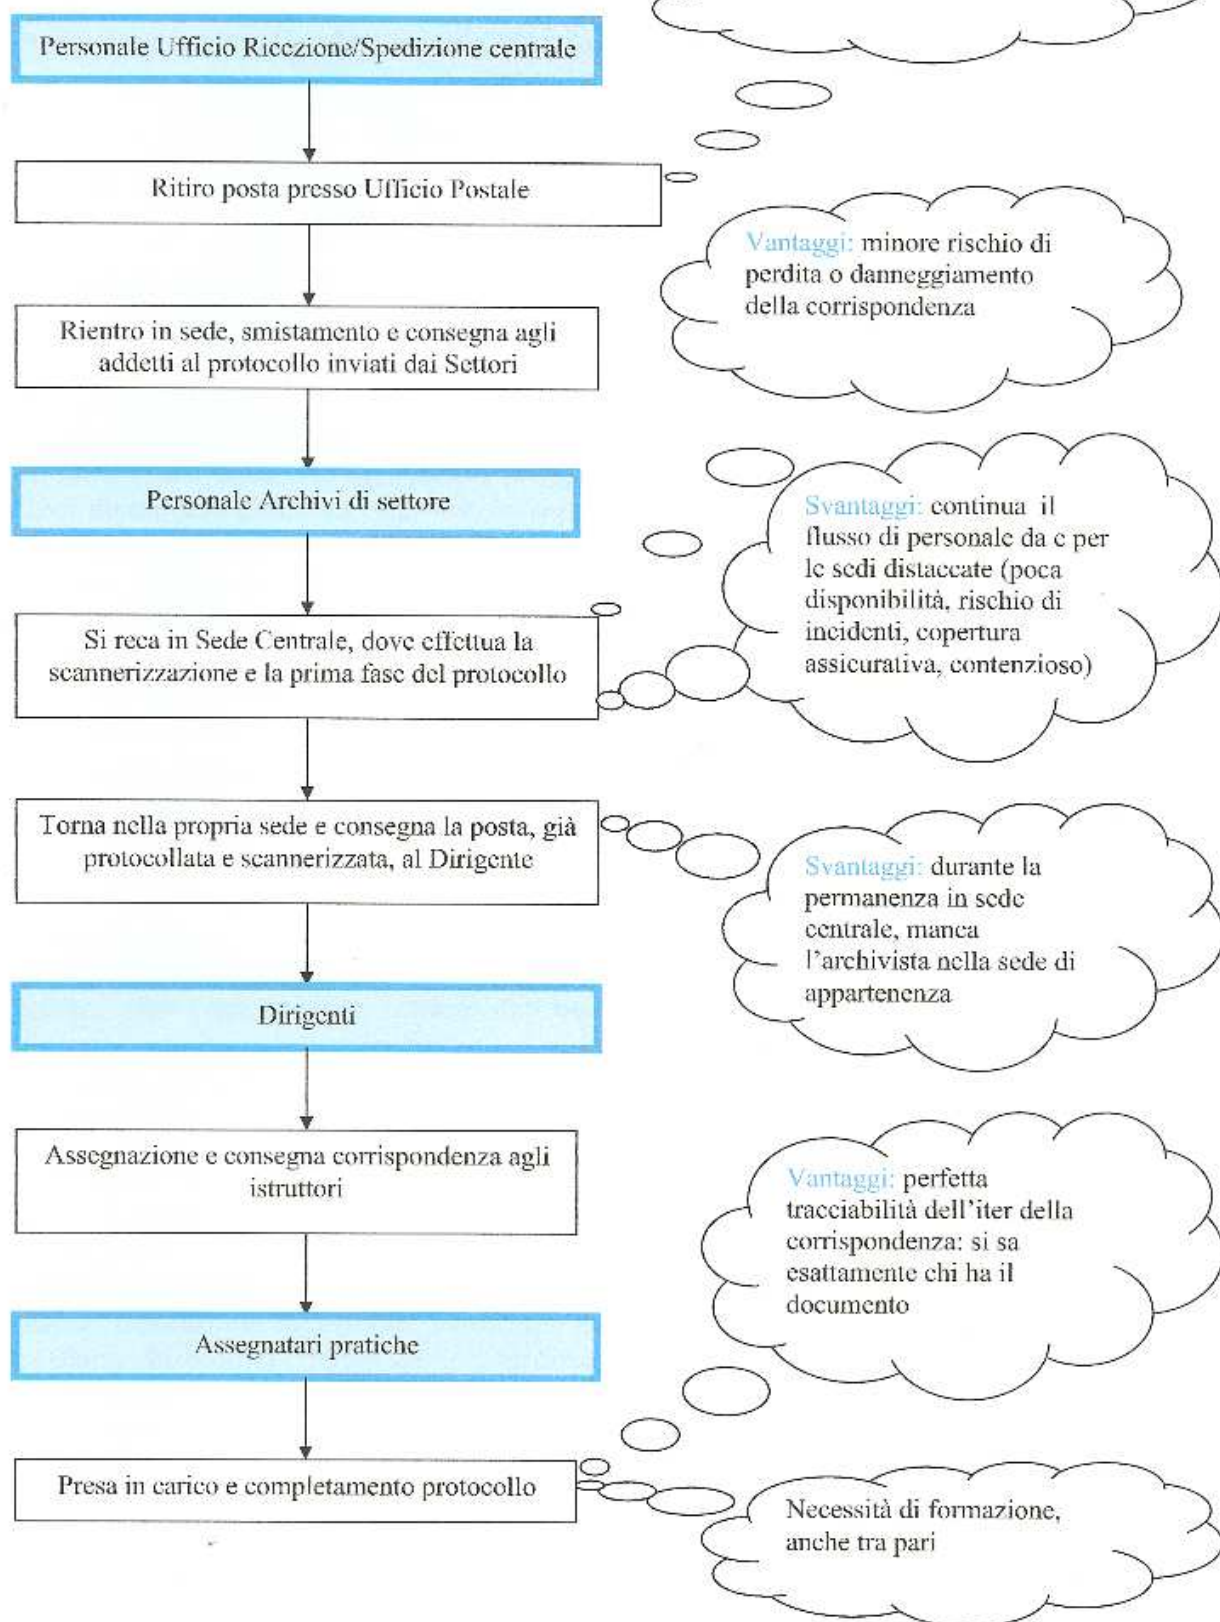 Personale Ufficio Ricezione/Spedizione centrale
Ritiro posta presso Ufficio Postale
Vantaggi: minore rischio di
perdita o danneggiamento
della corrispondenza
Rientro in sede, smistamento e consegna agli
addetti al protocollo inviati dai Settori
Personale Archivi di settore
Svantaggi: continua il
flusso di personale da e per
le sedi distaccate (poca
disponibilità, rischio di
incidenti, copertura
assicurativa, contenzioso)
Si reca in Sede Centrale, dove effettua la
scannerizzazione e la prima fase del protocollo
Torna nella propria sede e consegna la posta, già
protocollata e scannerizzata, al Dirigente
Svantaggi: durante la
permanenza in sede
centrale, manca
l'archivista nella sede di
appartenenza
Dirigenti
Assegnazione e consegna corrispondenza agli
istruttori
Vantaggi: perfetta
tracciabilità dell'iter della
corrispondenza: si sa
esattamente chi ha il
documento
Assegnatari pratiche
Presa in carico e completamento protocollo
Necessità di formazione,
anche tra pari